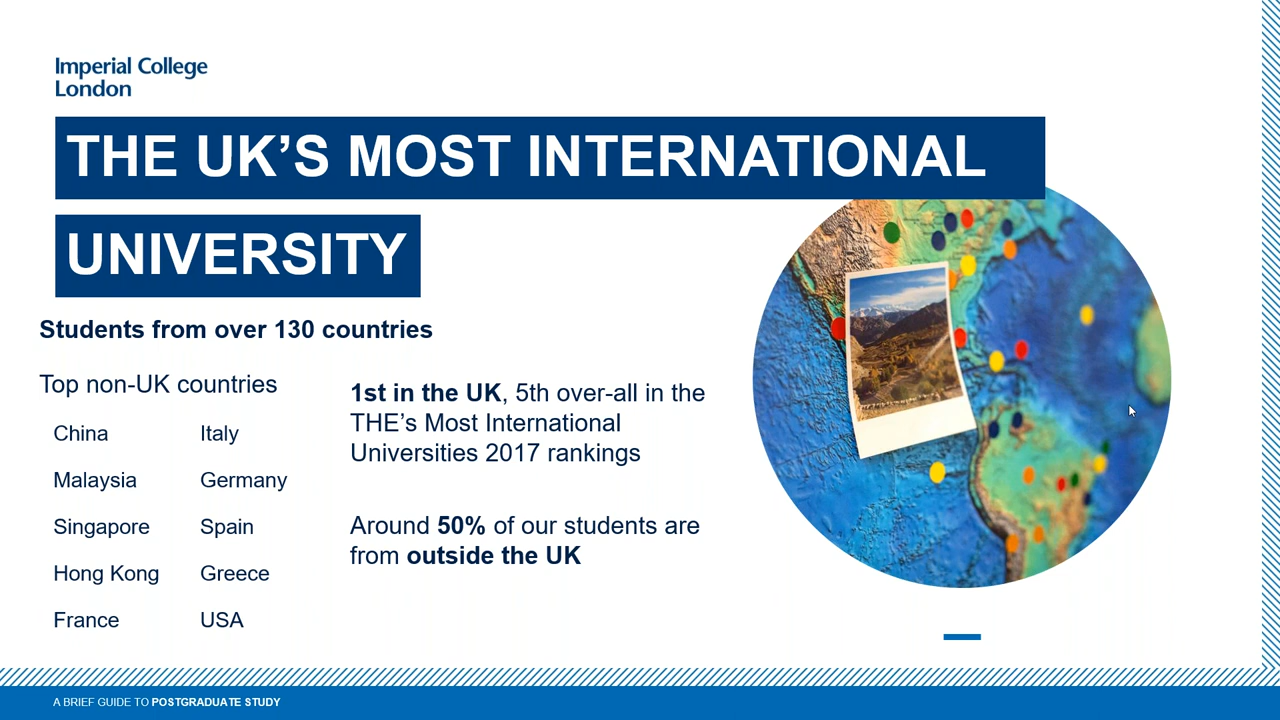 Imperial College
London
THE UK’S MOST INTERNATIONAL
UNIVERSITY
Students from over 130 countries
Top non-UK countries
China
Malaysia
Singapore
Hong Kong
France
Italy
Germany
Spain
Greece
USA
1st in the UK, 5th over-all in the
THE’s Most International
Universities 2017 rankings
Around 50% of our students are
from outside the UK
A BRIEF GUIDE TO POSTGRADUATE STUDY